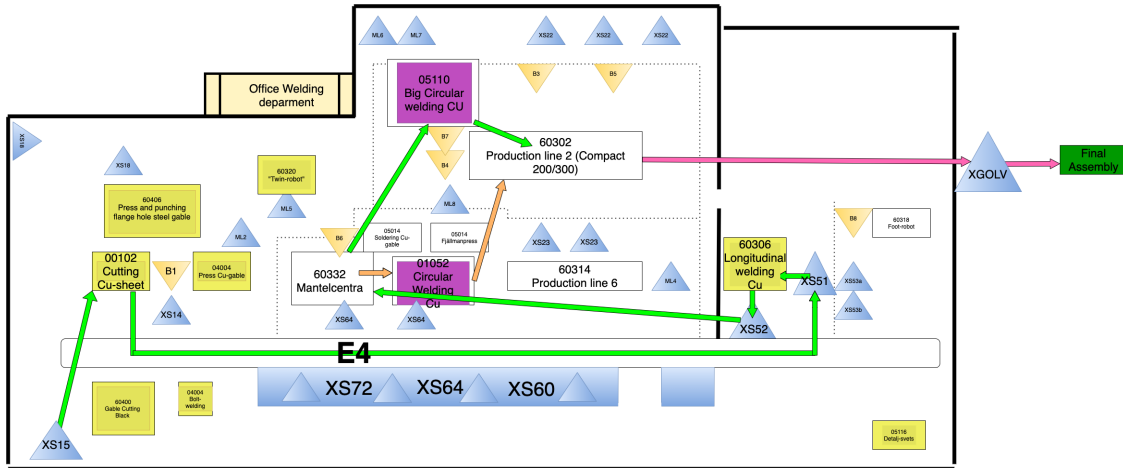 ML6
ML7
XS22
XS22
XS22
Office Welding
deparment
05110
Big Circular
welding CU
B3
B5
XS18
XS18
B7
B4
60302
Production line 2 (Compact
200/300)
XGOLV
Final
Assembly
60320
"Twin-robot"
60406
Press and punching
flange hole steel gable
ML5
ML8
ML2
B6
05014
Soldering Cu-
gable
05014
Fjällmanpress
XS23
XS23
B8
60318
Foot-robot
00102
Cutting
Cu-sheet
B1
04004
Press Cu-gable
60332
Mantelcentra
01052
Circular
Welding
Cu
60314
Production line 6
ML4
60306
Longitudinal
welding
Cu
XS51
XS53a
XS53b
XS14
XS64
XS64
XS52
E4
60400
Gable Cutting
Black
04004
Bolt-
welding
XS72
XS64
XS60
XS15
05116
Detalj-svets